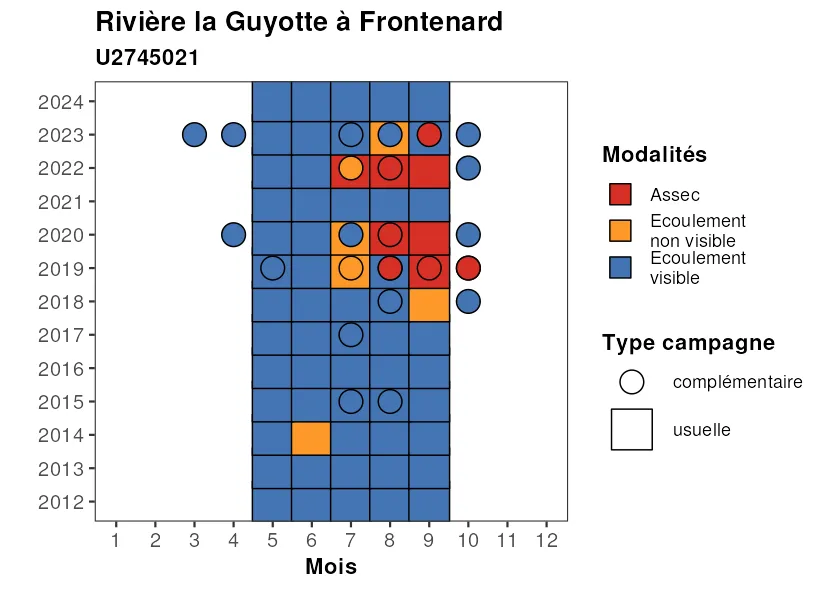 Rivière la Guyotte à Frontenard
U2745021
2024
2023
2022
2021
2020
2019
2018
2017
2016
2015
2014
2013
2012
1 2 3 4 5 6 7 8 9 10 11 12
Mois
Modalités
Assec
Ecoulement
non visible
Ecoulement
visible
Type campagne
complémentaire
usuelle